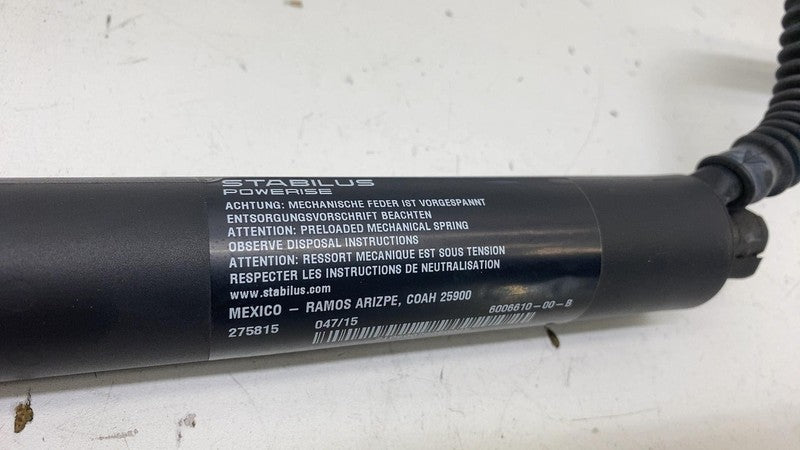 STABILUS
POWERISE
ACHTUNG: MECHANISCHE FEDER IST VORGESPANNT
ENTSORGUNGSVORSCHRIFT BEACHTEN
ATTENTION: PRELOADED MECHANICAL SPRING
OBSERVE DISPOSAL INSTRUCTIONS
ATTENTION: RESSORT MECANIQUE EST SOUS TENSION
RESPECTER LES INSTRUCTIONS DE NEUTRALISATION
www.stabilus.com
MEXICO – RAMOS ARIZPE, COAH 25900
275815 047/15 6006610-00-B